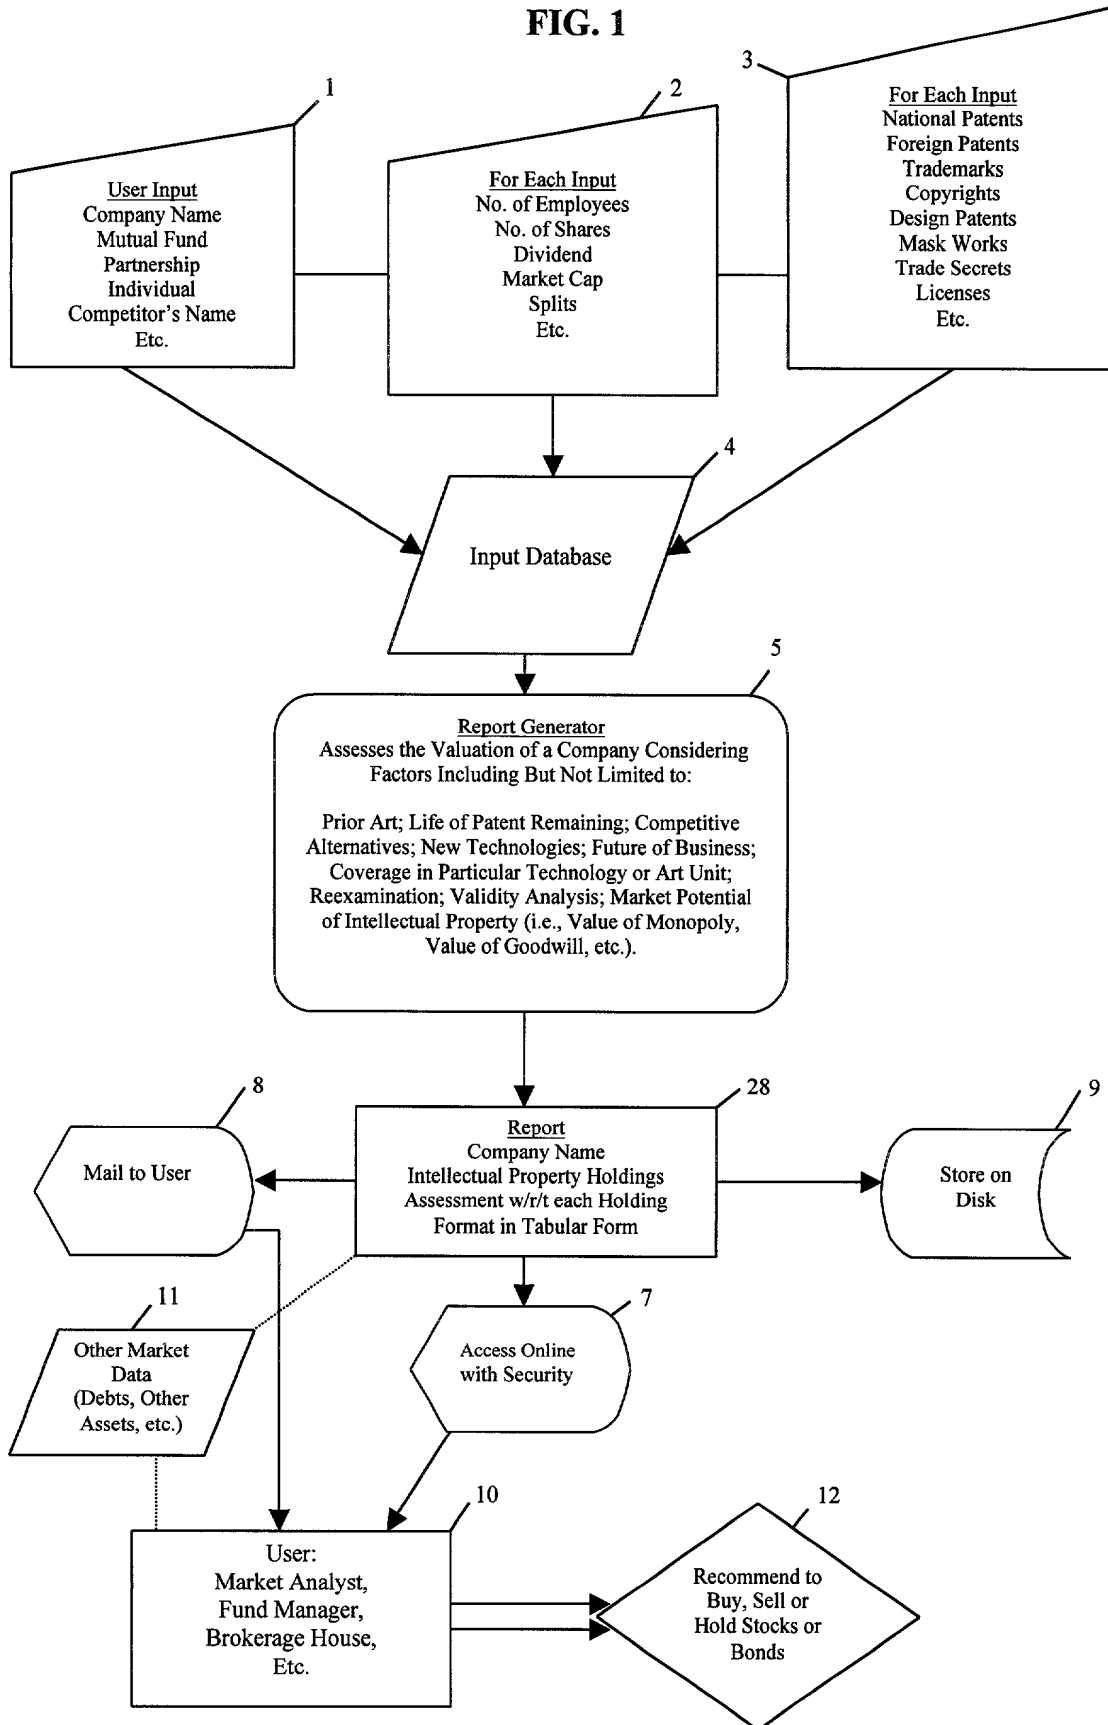 FIG. 1
1
User Input
Company Name
Mutual Fund
Partnership
Individual
Competitor's Name
Etc.
2
For Each Input
No. of Employees
No. of Shares
Dividend
Market Cap
Splits
Etc.
3
For Each Input
National Patents
Foreign Patents
Trademarks
Copyrights
Design Patents
Mask Works
Trade Secrets
Licenses
Etc.
4
Input Database
5
Report Generator
Assesses the Valuation of a Company Considering
Factors Including But Not Limited to:
Prior Art; Life of Patent Remaining; Competitive
Alternatives; New Technologies; Future of Business;
Coverage in Particular Technology or Art Unit;
Reexamination; Validity Analysis; Market Potential
of Intellectual Property (i.e., Value of Monopoly,
Value of Goodwill, etc.).
8
Mail to User
28
Report
Company Name
Intellectual Property Holdings
Assessment w/r/t each Holding
Format in Tabular Form
9
Store on
Disk
11
Other Market
Data
(Debts, Other
Assets, etc.)
7
Access Online
with Security
10
User:
Market Analyst,
Fund Manager,
Brokerage House,
Etc.
12
Recommend to
Buy, Sell or
Hold Stocks or
Bonds